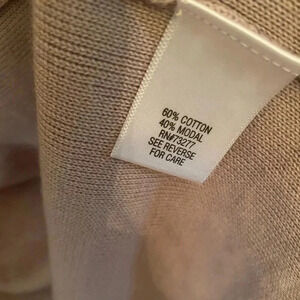 60% COTTON
40% MODAL
RN#73277
SEE REVERSE
FOR CARE